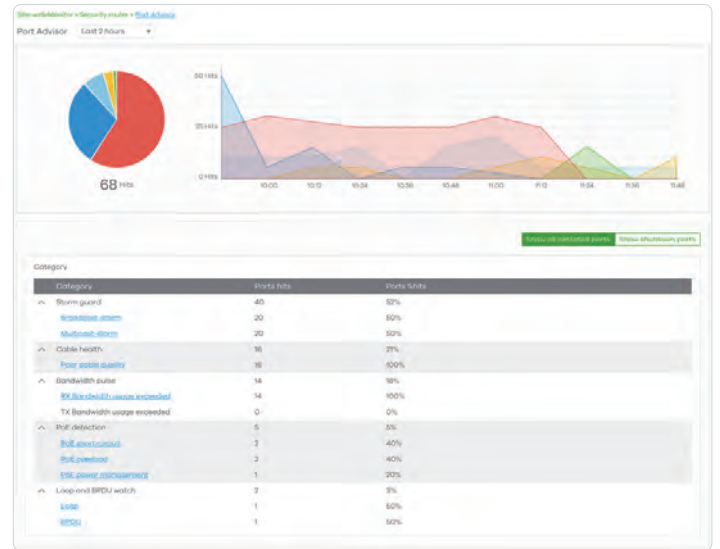 Site-wide > Monitor > Security router > Port Advisor
Port Advisor Last 2 hours
50 Hits
25 Hits
0 Hits
10:00 10:12 10:24 10:36 10:48 11:00 11:12 11:24 11:36 11:48
68 Hits
Show all detected ports Show shutdown ports
Category
Category Ports hits Ports %hits
Storm guard 40 52%
Broadcast-storm 20 50%
Multicast-storm 20 50%
Cable health 16 21%
Poor cable quality 16 100%
Bandwidth pulse 14 18%
RX Bandwidth usage exceeded 14 100%
TX Bandwidth usage exceeded 0 0%
PoE detection 5 5%
PoE short circuit 2 40%
PoE overload 2 40%
PSE power management 1 20%
Loop and BPDU watch 2 3%
Loop 1 50%
BPDU 1 50%